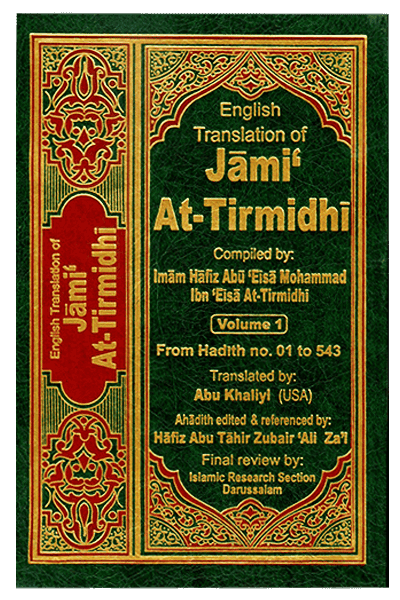 English Translation of
Jāmi‘
At-Tirmidhī
English
Translation of
Jāmi‘
At-Tirmidhī
Compiled by:
Imām Hāfiz Abū ‘Eīsā Mohammad
Ibn ‘Eīsā At-Tirmidhī
Volume 1
From Hadith no. 01 to 543
Translated by:
Abu Khaliyl (USA)
Ahādith edited & referenced by:
Hāfiz Abu Tāhir Zubair ‘Ali Za'i
Final review by:
Islamic Research Section
Darussalam